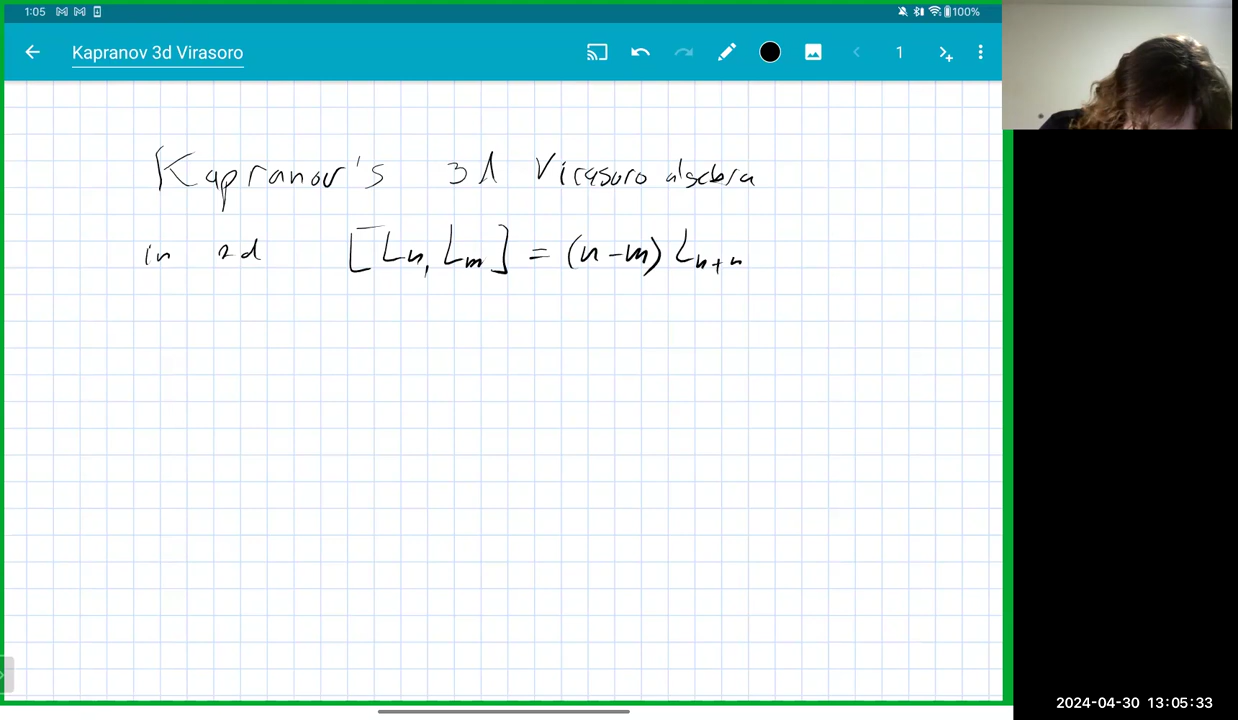 1:05
100%
Kapranov 3d Virasoro
1
Kapranov's 3d Virasoro algebra
in 2d [Ln, Lm] = (n-m) Ln+n
2024-04-30 13:05:33